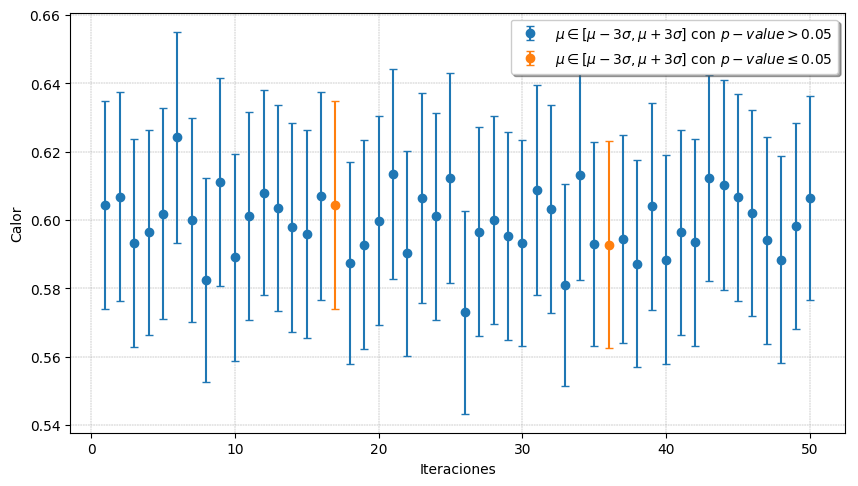 μ ∈ [μ − 3σ, μ + 3σ] con p − value > 0.05
μ ∈ [μ − 3σ, μ + 3σ] con p − value ≤ 0.05
0.66
0.64
0.62
0.60
0.58
0.56
0.54
Calor
0 10 20 30 40 50
Iteraciones